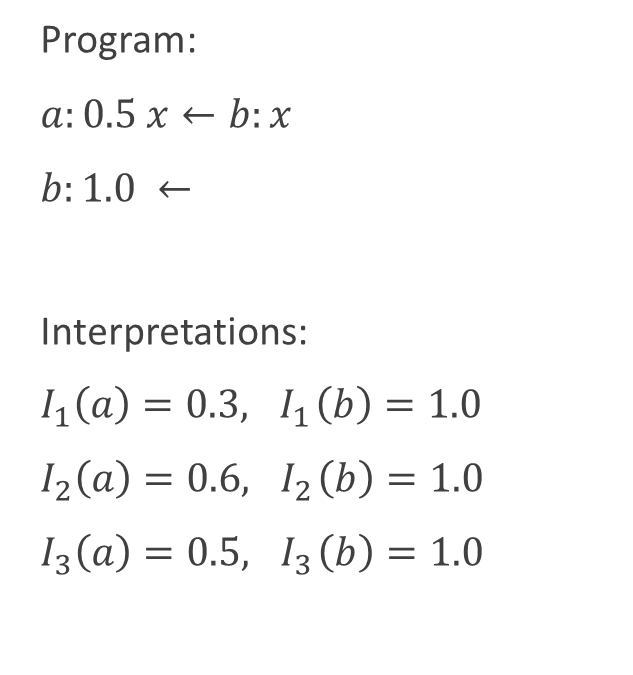 Program:
a: 0.5 x ← b: x
b: 1.0 ←
Interpretations:
I₁(a) = 0.3, I₁(b) = 1.0
I₂(a) = 0.6, I₂(b) = 1.0
I₃(a) = 0.5, I₃(b) = 1.0